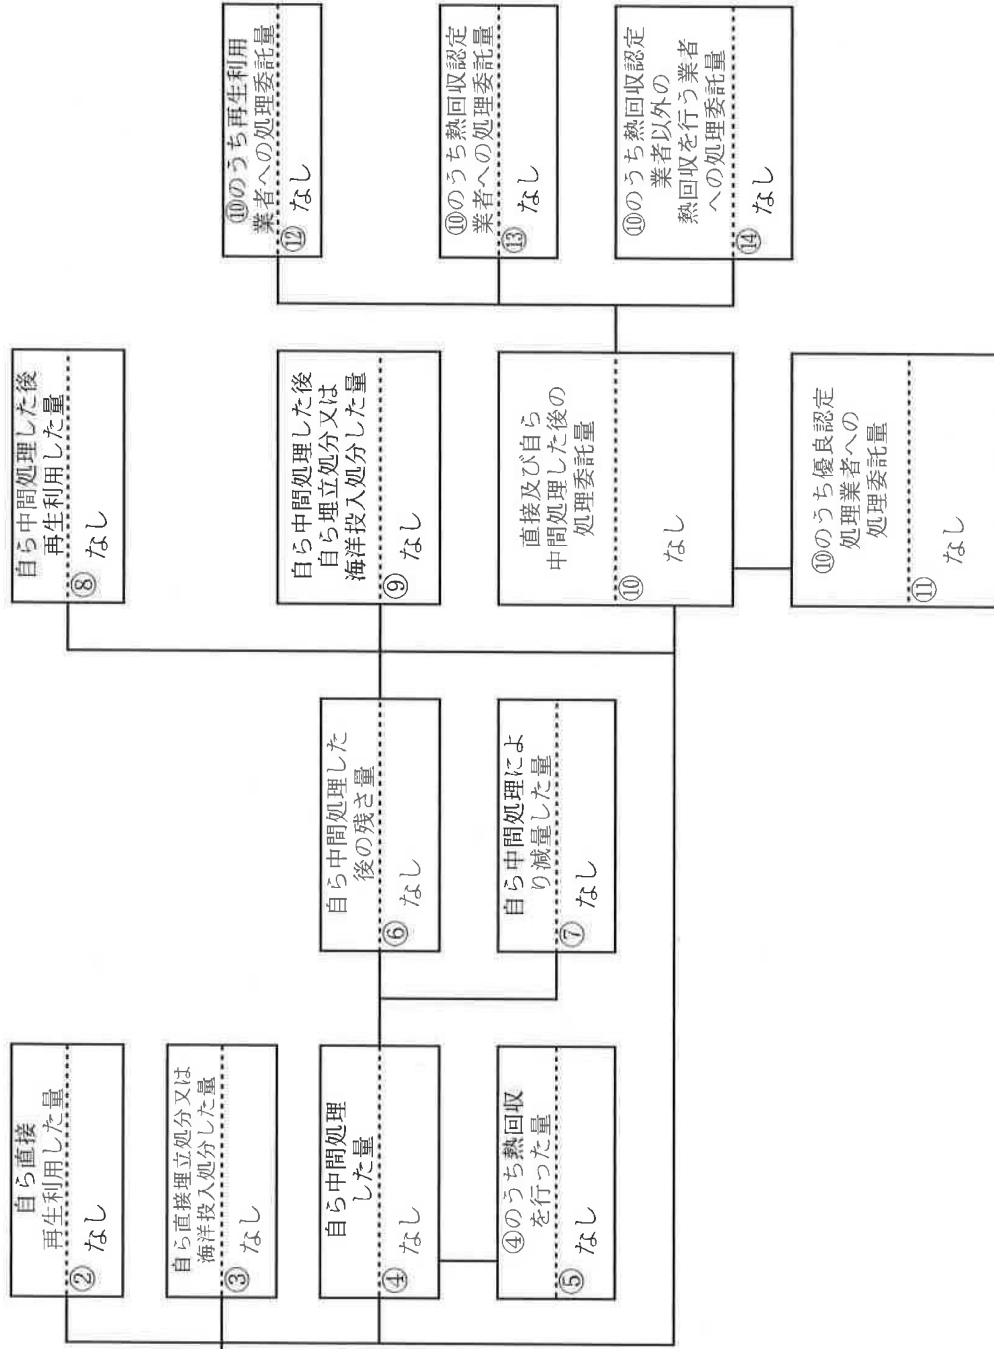 自ら直接
再生利用した量
②
なし
自ら直接埋立処分又は
海洋投入処分した量
③
なし
自ら中間処理
した量
④
なし
④のうち熱回収
を行った量
⑤
なし
自ら中間処理した
後の残さ量
⑥
なし
自ら中間処理によ
り減量した量
⑦
なし
自ら中間処理した後
再生利用した量
⑧
なし
自ら中間処理した後
自ら埋立処分又は
海洋投入処分した量
⑨
なし
直接及び自ら
中間処理した後の
処理委託量
⑩
なし
⑩のうち優良認定
処理業者への
処理委託量
⑪
なし
⑩のうち再生利用
業者への処理委託量
⑫
なし
⑩のうち熱回収認定
業者への処理委託量
⑬
なし
⑩のうち熱回収認定
業者以外の
熱回収を行う業者
への処理委託量
⑭
なし